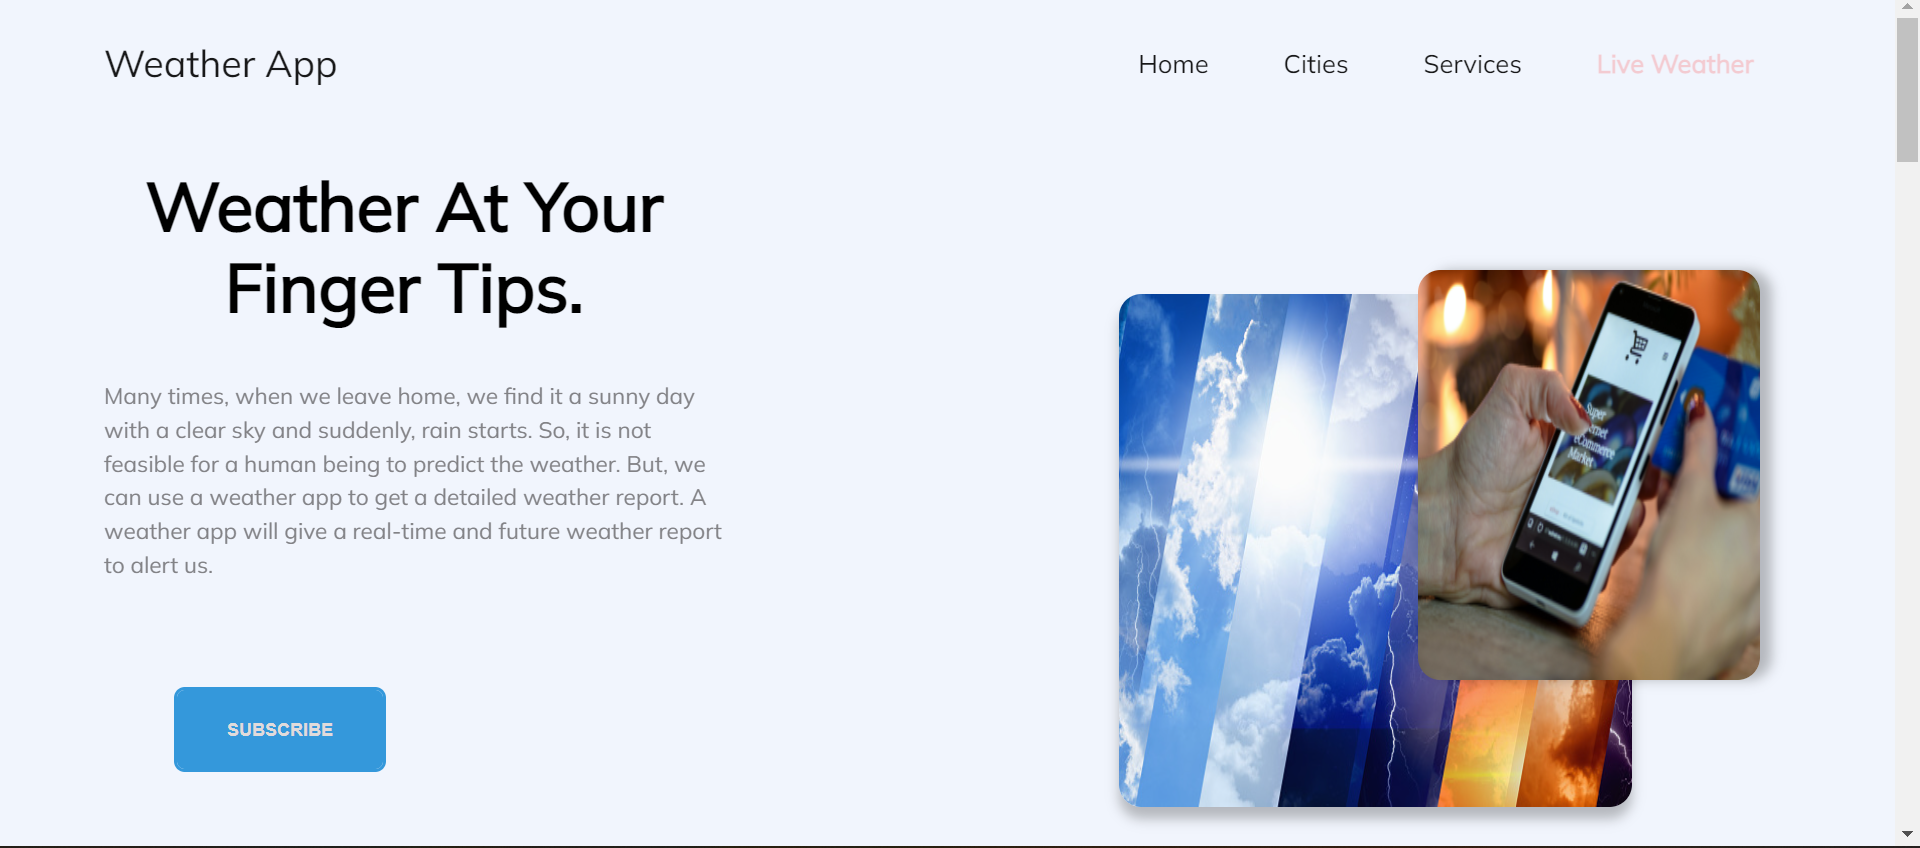 Weather App
Home Cities Services Live Weather
Weather At Your
Finger Tips.
Many times, when we leave home, we find it a sunny day
with a clear sky and suddenly, rain starts. So, it is not
feasible for a human being to predict the weather. But, we
can use a weather app to get a detailed weather report. A
weather app will give a real-time and future weather report
to alert us.
SUBSCRIBE
Super
eCommerce
Market